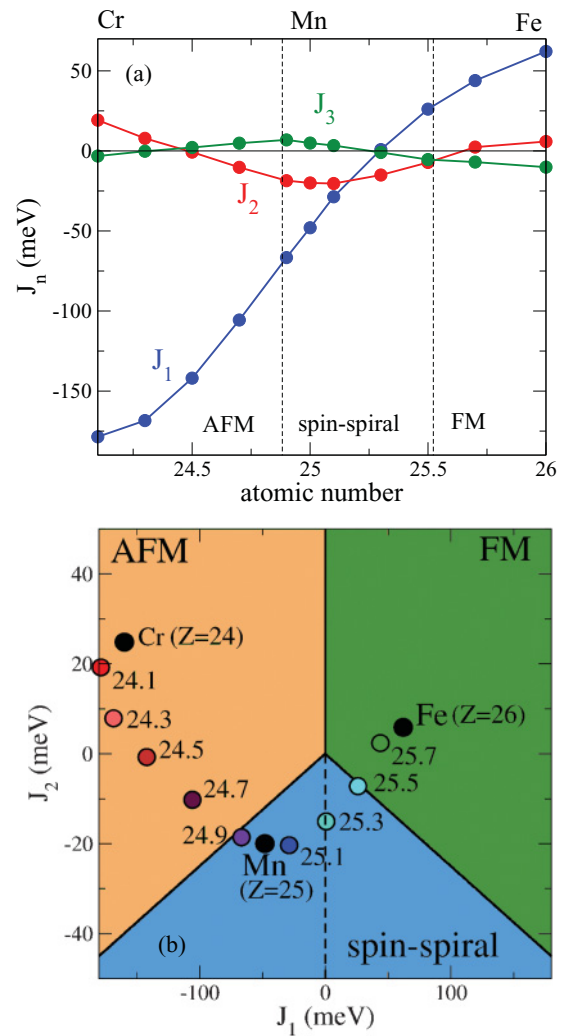 Cr Mn Fe
(a)
50
0
-50
-100
-150
J_n (meV)
J_3
J_2
J_1
AFM spin-spiral FM
24.5 25 25.5 26
atomic number
AFM FM
40
20
0
-20
-40
J_2 (meV)
Cr (Z=24)
24.1
24.3
24.5
24.7
24.9
Mn
(Z=25)
25.1
25.3
25.5
25.7
Fe (Z=26)
(b) spin-spiral
-100 0 100
J_1 (meV)